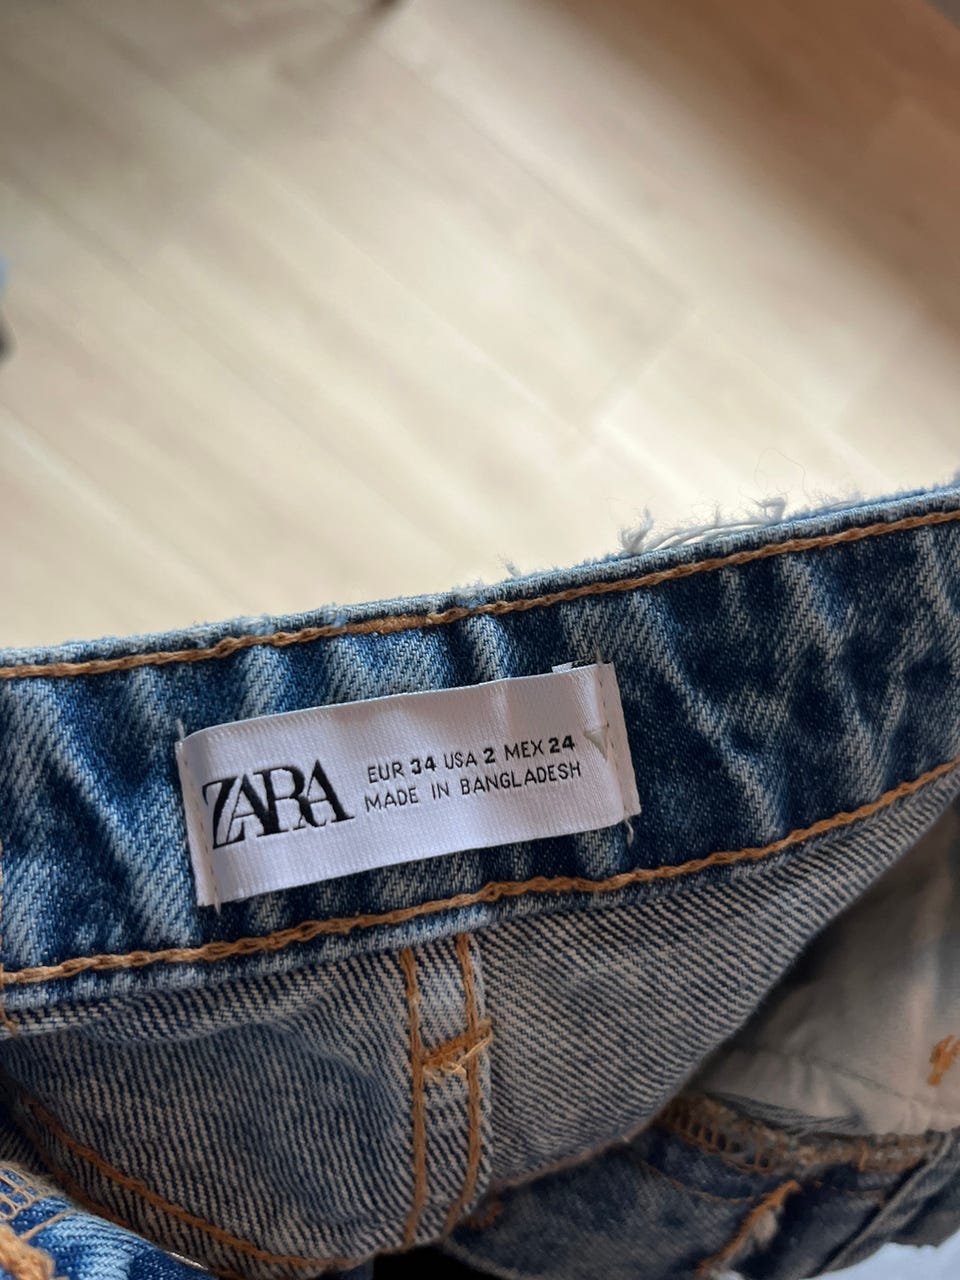 ZARA
EUR 34 USA 2 MEX 24
MADE IN BANGLADESH